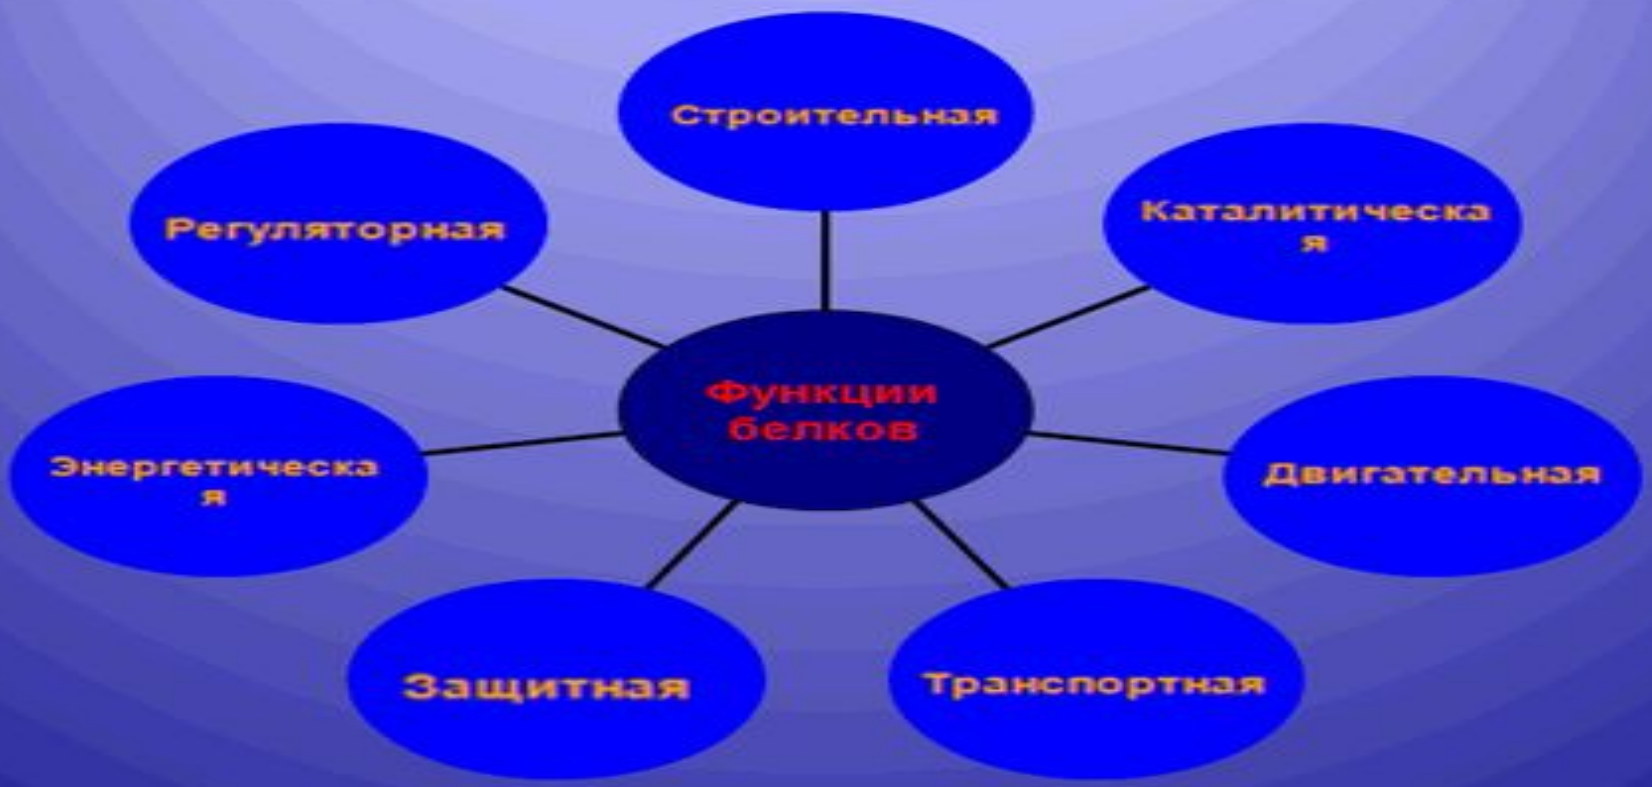 Строительная
Каталитическа
я
Регуляторная
Функции
белков
Энергетическа
я
Двигательная
Защитная
Транспортная